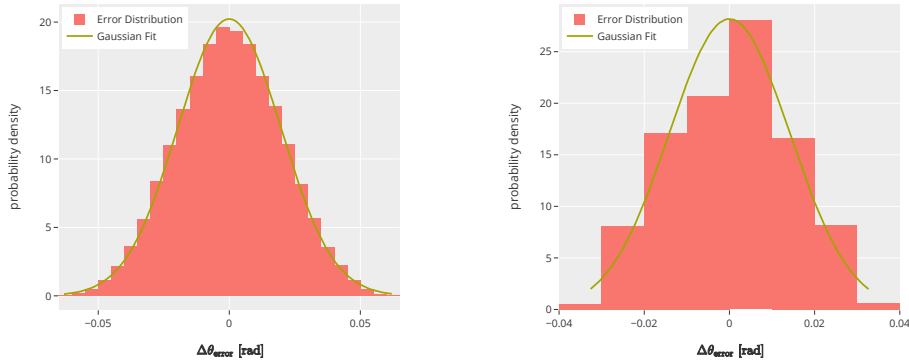 Error Distribution
Gaussian Fit
20
15
10
5
0
probability density
−0.05
0
0.05
Δθerror [rad]
Error Distribution
Gaussian Fit
25
20
15
10
5
0
probability density
−0.04
−0.02
0
0.02
0.04
Δθerror [rad]